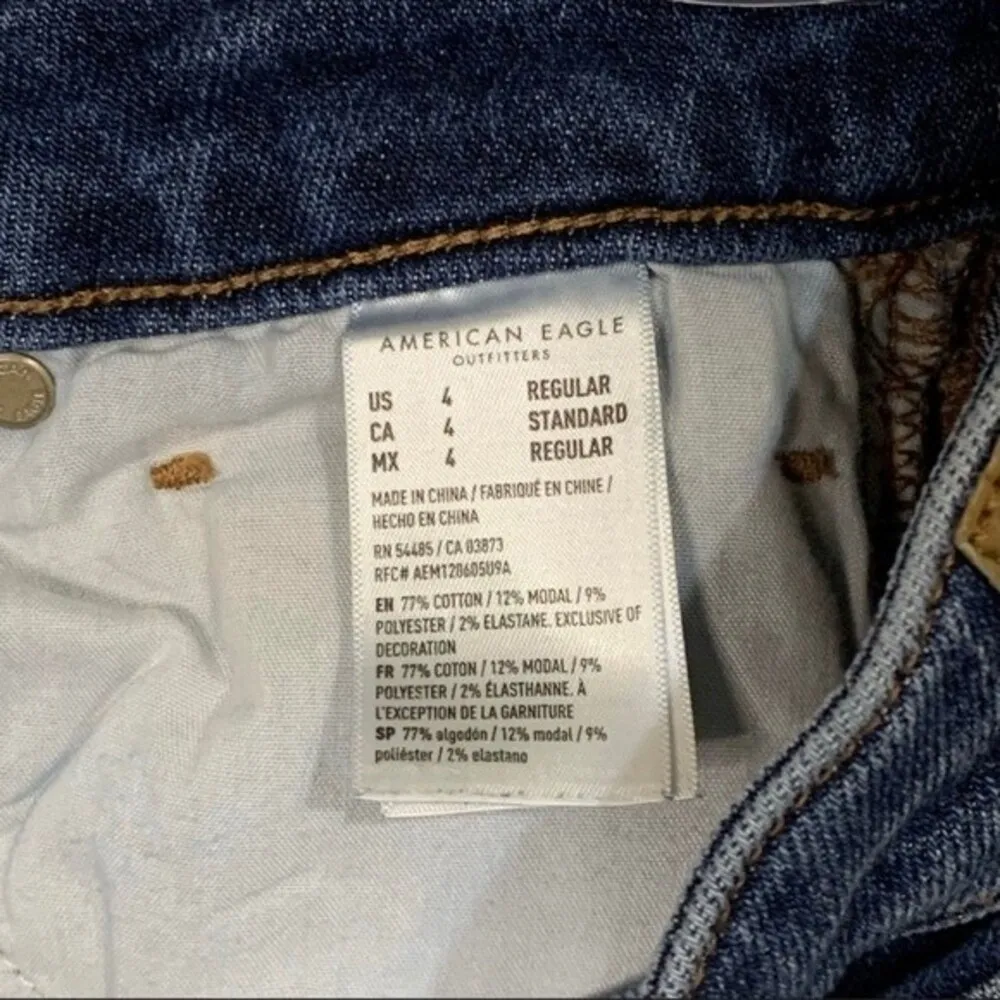 AMERICAN EAGLE
OUTFITTERS
US 4 REGULAR
CA 4 STANDARD
MX 4 REGULAR
MADE IN CHINA / FABRIQUÉ EN CHINE /
HECHO EN CHINA
RN 54485 / CA 03873
RFC# AEM120605U9A
EN 77% COTTON / 12% MODAL / 9%
POLYESTER / 2% ELASTANE. EXCLUSIVE OF
DECORATION
FR 77% COTON / 12% MODAL / 9%
POLYESTER / 2% ÉLASTHANNE. À
L'EXCEPTION DE LA GARNITURE
SP 77% algodón / 12% modal / 9%
poliéster / 2% elastano